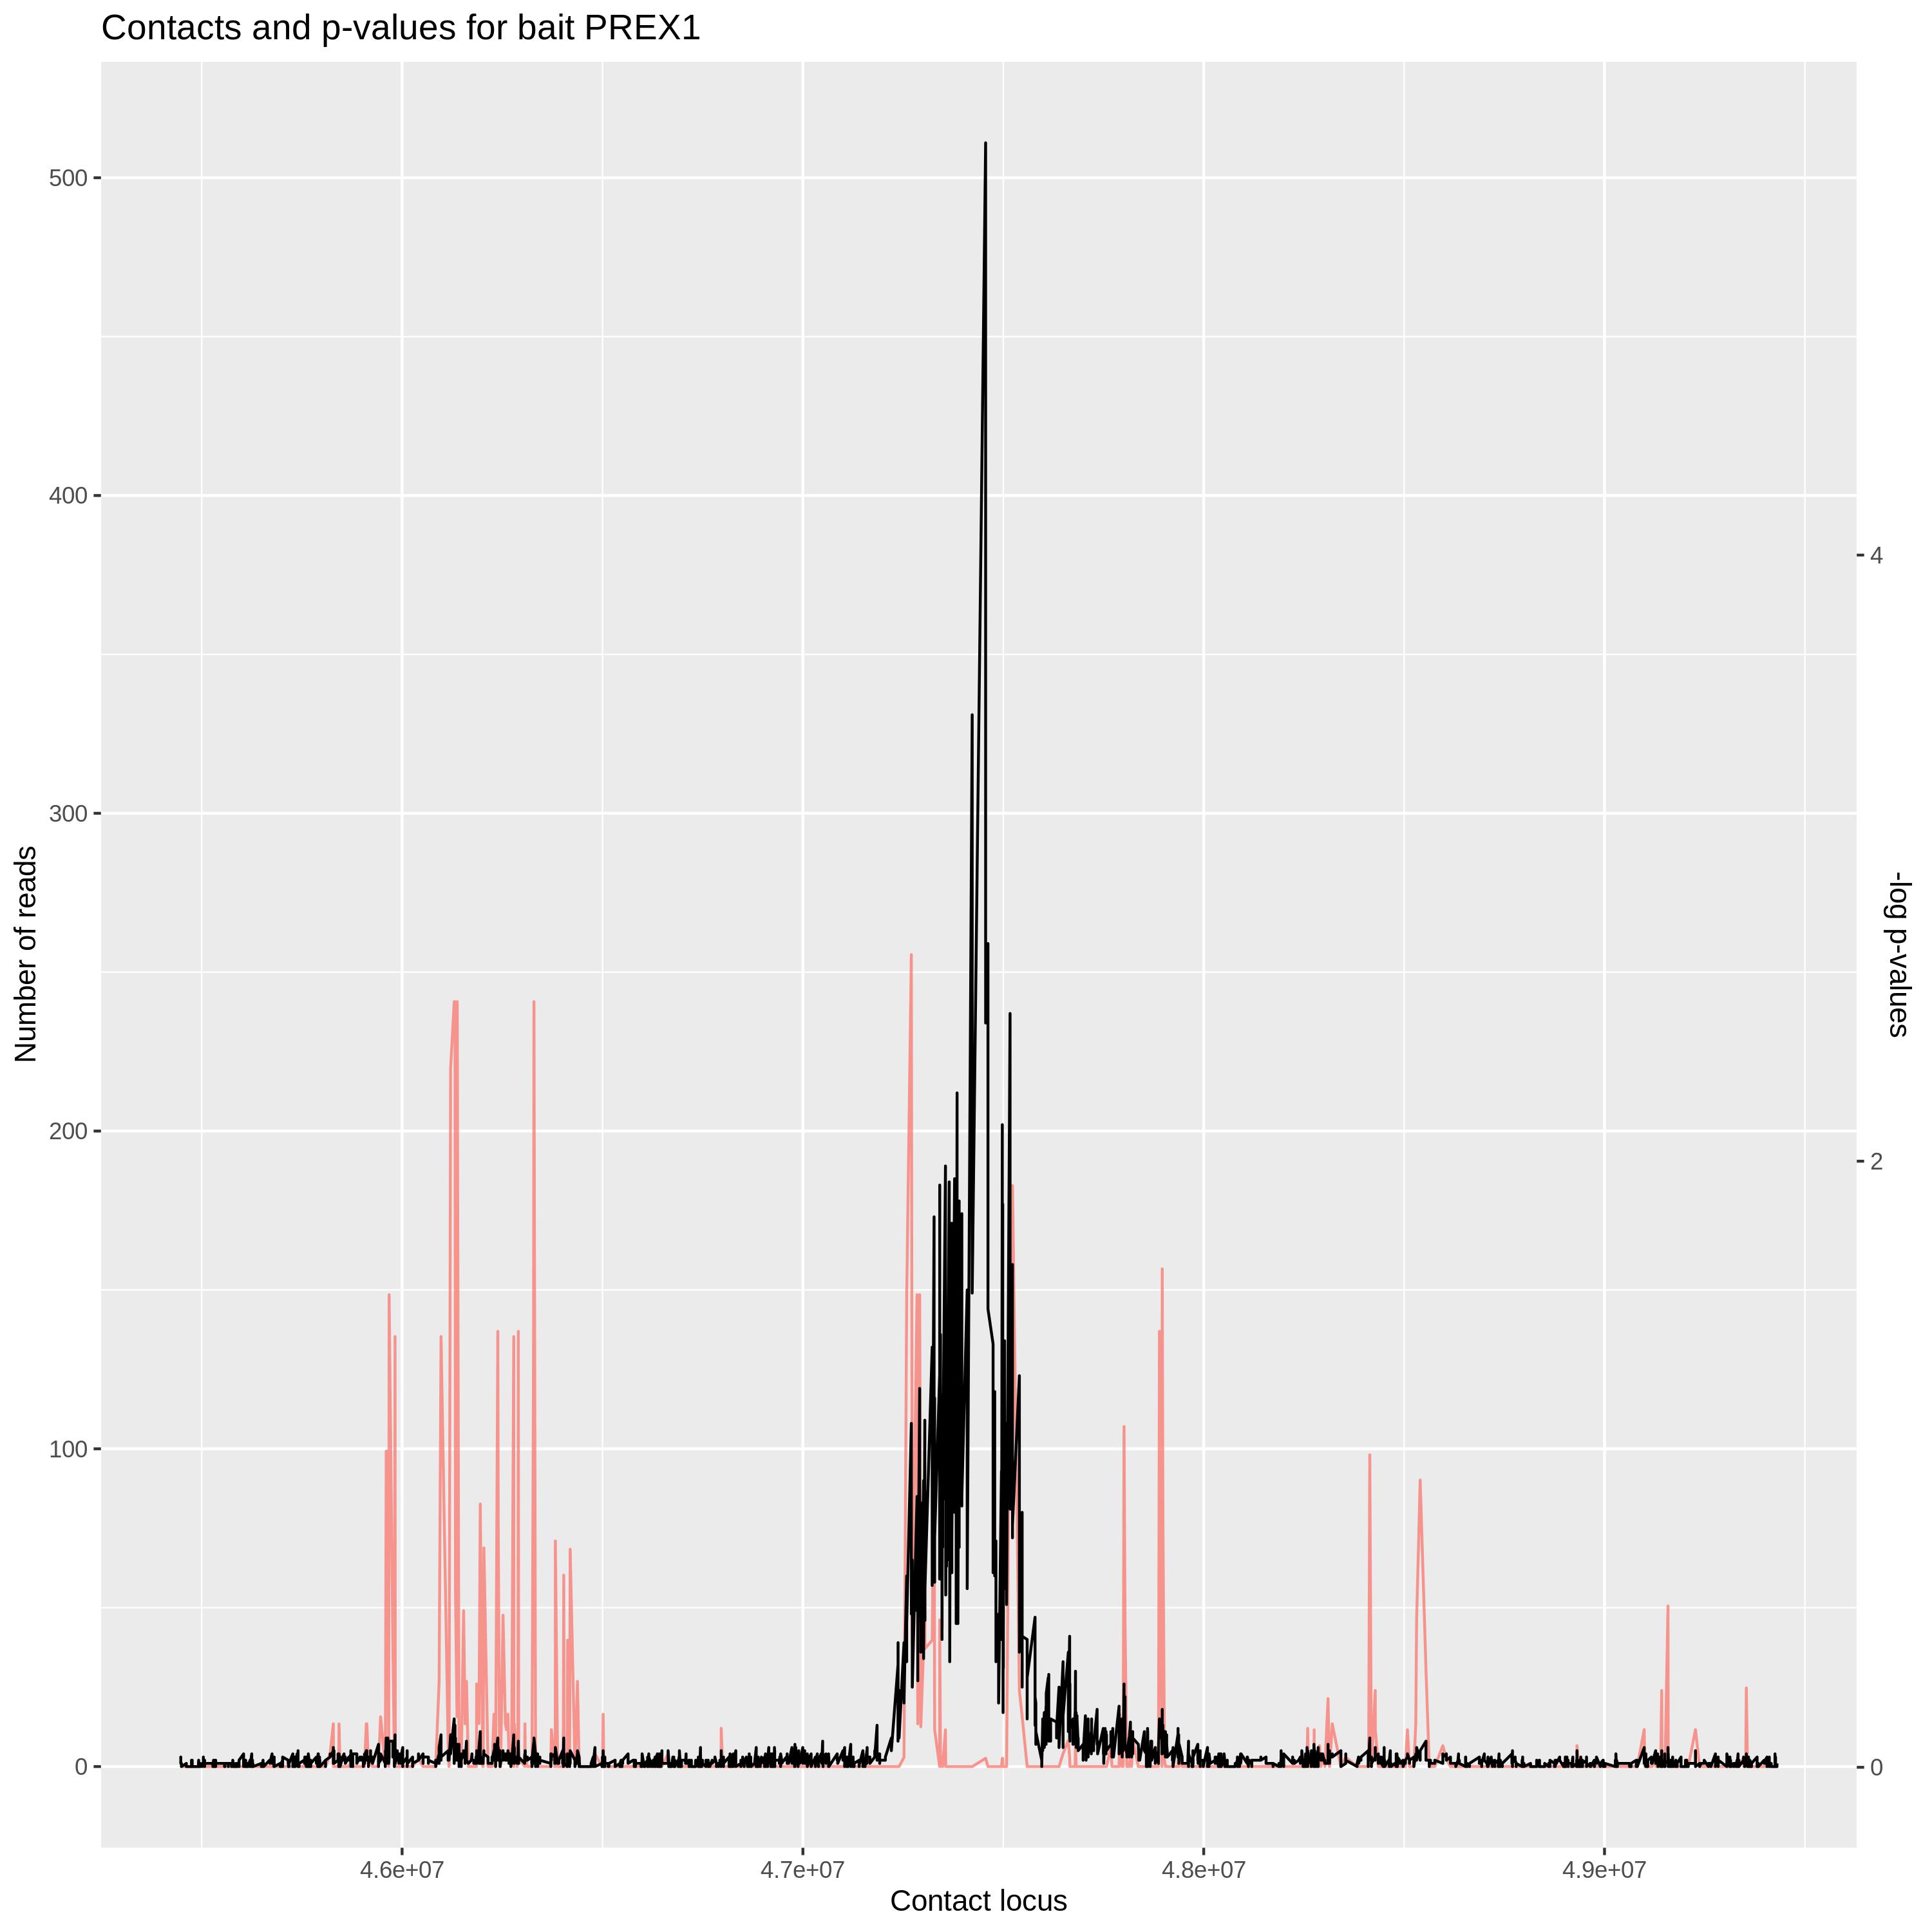 Contacts and p-values for bait PREX1
500
400
300
200
100
0
Number of reads
4
2
0
-log p-values
4.6e+07
4.7e+07
4.8e+07
4.9e+07
Contact locus